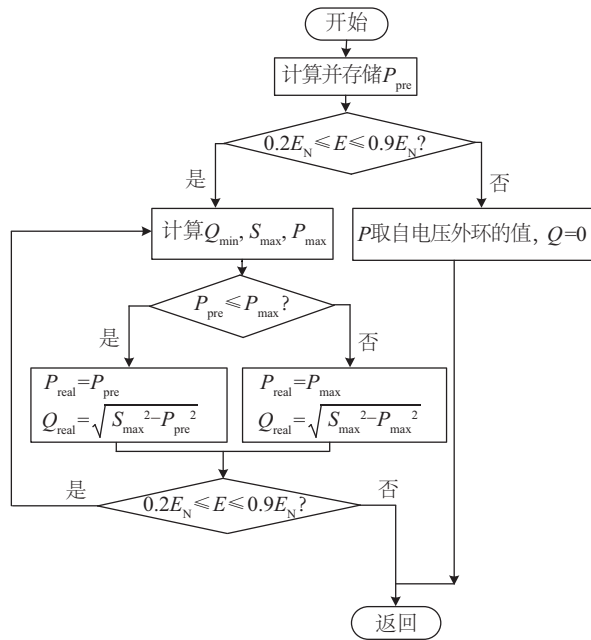 开始
计算并存储P_pre
0.2E_N≤E≤0.9E_N?
是
否
计算Q_min, S_max, P_max
P取自电压外环的值, Q=0
P_pre≤P_max?
是
否
P_real=P_pre
Q_real=√(S_max²−P_pre²)
P_real=P_max
Q_real=√(S_max²−P_max²)
是
0.2E_N≤E≤0.9E_N?
否
返回